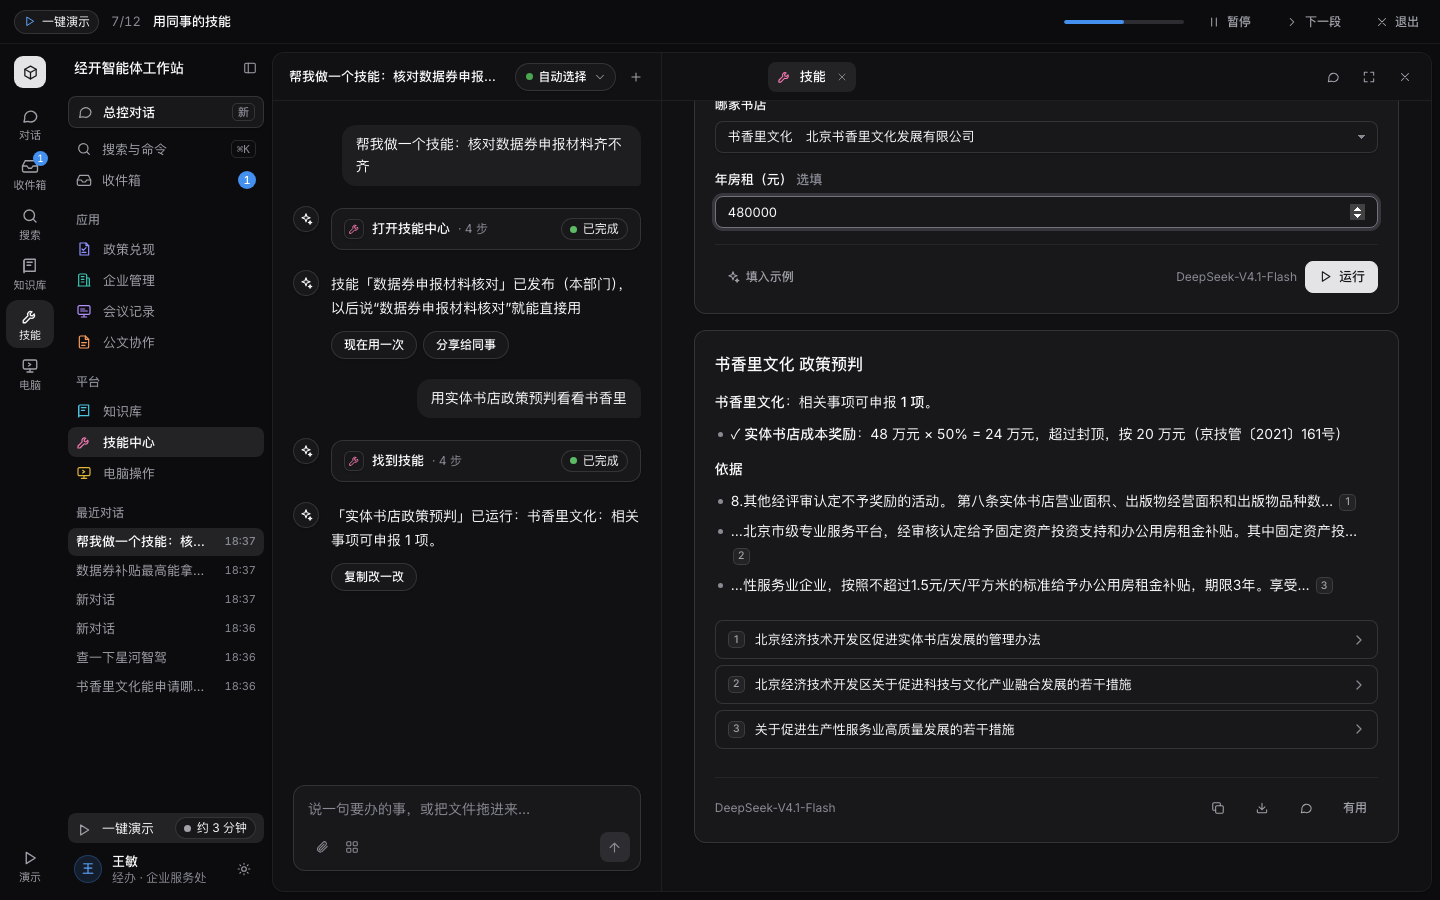 一键演示
7/12
用同事的技能
暂停
下一段
退出
对话
1
收件箱
搜索
知识库
技能
电脑
演示
经开智能体工作站
总控对话
新
搜索与命令
⌘K
收件箱
1
应用
政策兑现
企业管理
会议记录
公文协作
平台
知识库
技能中心
电脑操作
最近对话
帮我做一个技能：核...
18:37
数据券补贴最高能拿...
18:37
新对话
18:37
新对话
18:36
查一下星河智驾
18:36
书香里文化能申请哪...
18:36
一键演示
约 3 分钟
王
王敏
经办 · 企业服务处
帮我做一个技能：核对数据券申报...
自动选择
帮我做一个技能：核对数据券申报材料齐不
齐
打开技能中心 · 4 步
已完成
技能「数据券申报材料核对」已发布（本部门），
以后说“数据券申报材料核对”就能直接用
现在用一次
分享给同事
用实体书店政策预判看看书香里
找到技能 · 4 步
已完成
「实体书店政策预判」已运行：书香里文化：相关
事项可申报 1 项。
复制改一改
说一句要办的事，或把文件拖进来...
技能
哪家书店
书香里文化 北京书香里文化发展有限公司
年房租（元） 选填
480000
填入示例
DeepSeek-V4.1-Flash
运行
书香里文化 政策预判
书香里文化：相关事项可申报 1 项。
✓ 实体书店成本奖励：48 万元 × 50% = 24 万元，超过封顶，按 20 万元（京技管〔2021〕161号）
依据
8.其他经评审认定不予奖励的活动。 第八条实体书店营业面积、出版物经营面积和出版物品种数... 1
...北京市级专业服务平台，经审核认定给予固定资产投资支持和办公用房租金补贴。其中固定资产投...
2
...性服务业企业，按照不超过1.5元/天/平方米的标准给予办公用房租金补贴，期限3年。享受... 3
1 北京经济技术开发区促进实体书店发展的管理办法
2 北京经济技术开发区关于促进科技与文化产业融合发展的若干措施
3 关于促进生产性服务业高质量发展的若干措施
DeepSeek-V4.1-Flash
有用